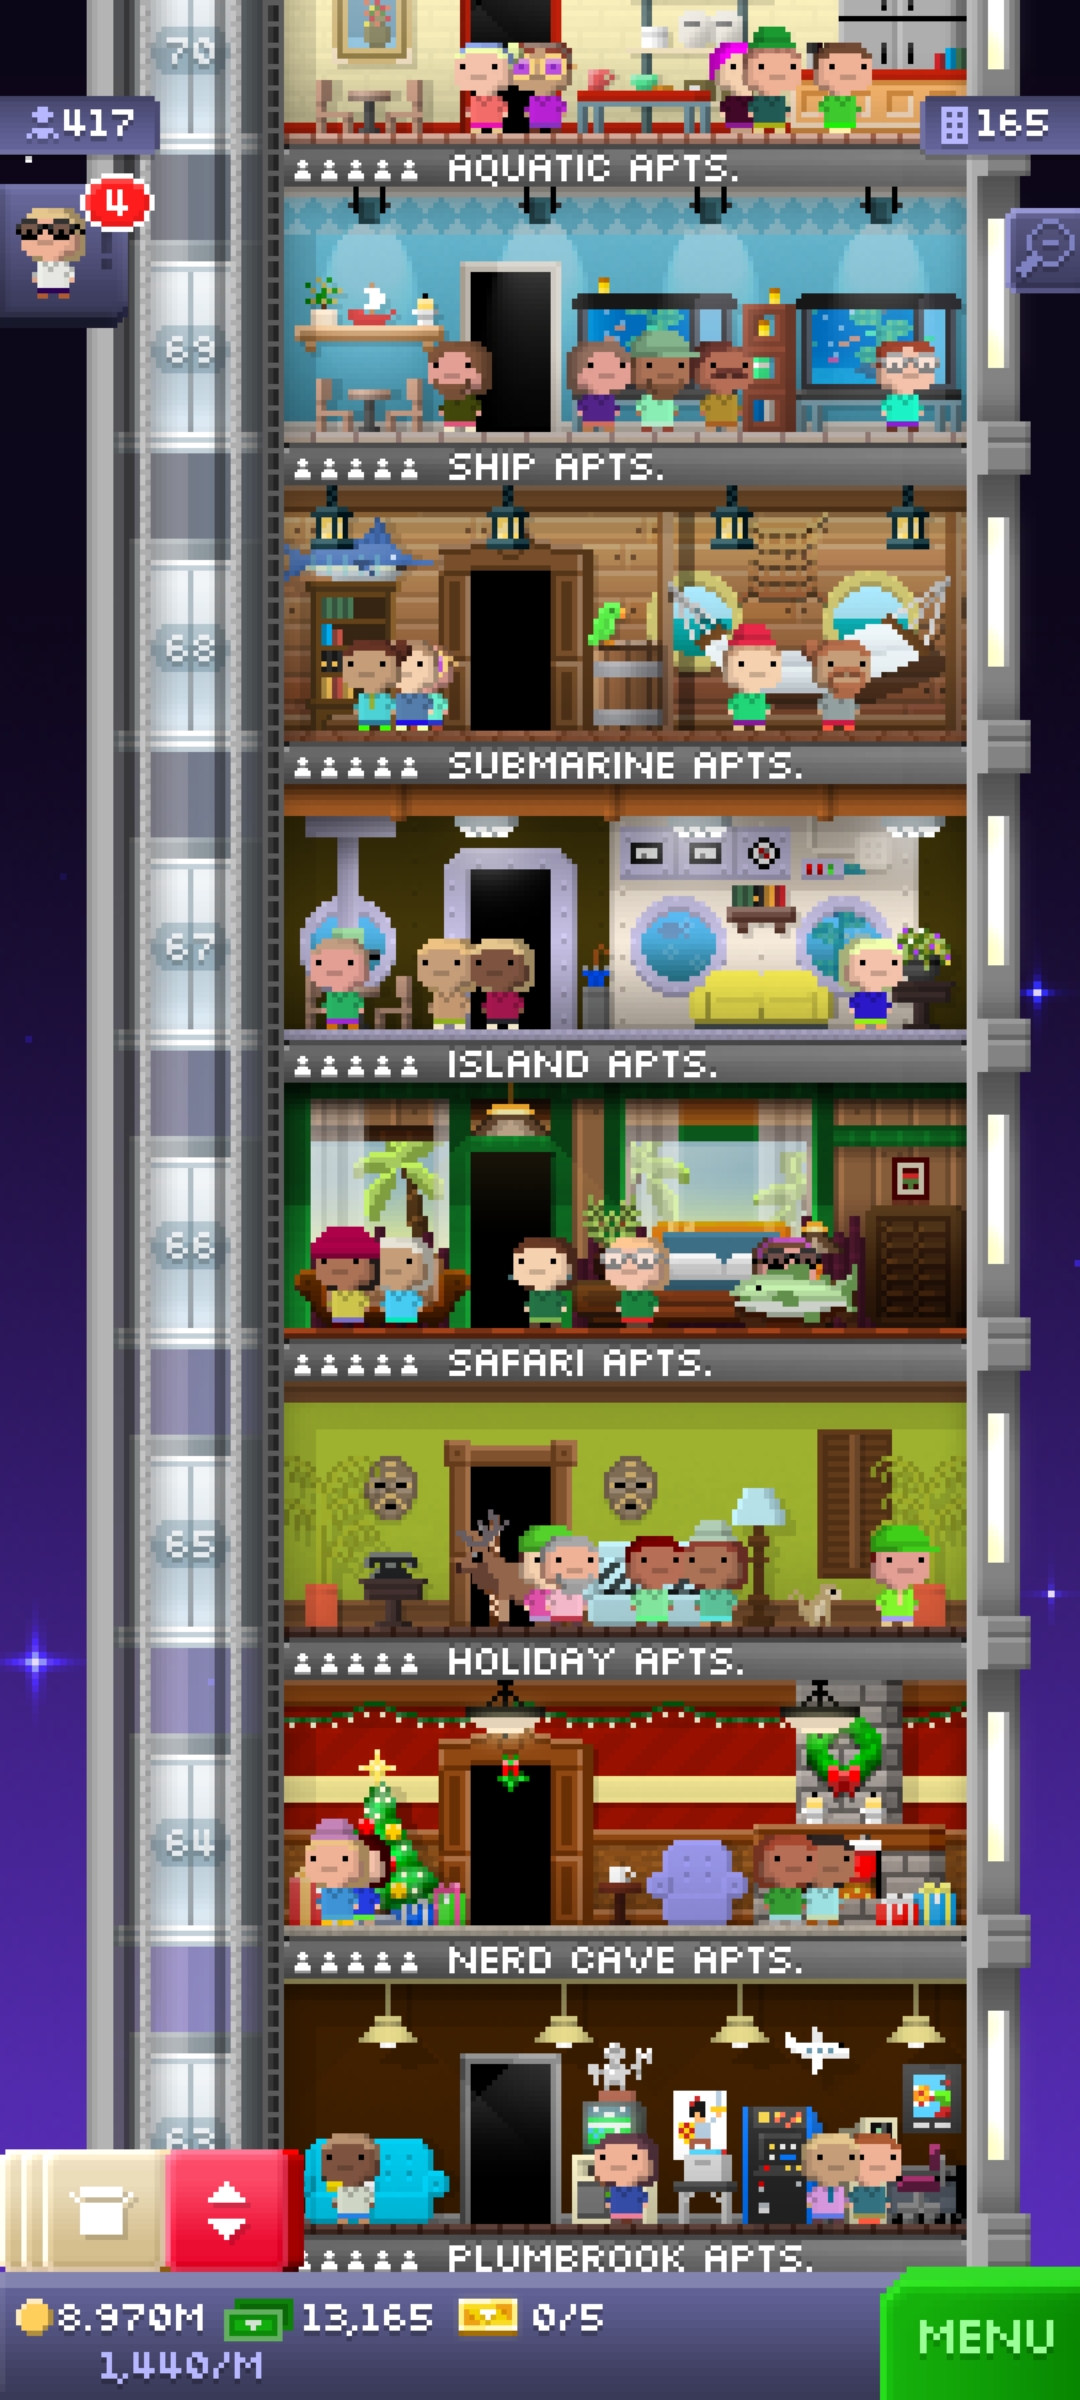 70
417
165
AQUATIC APTS.
4
69
SHIP APTS.
68
SUBMARINE APTS.
67
ISLAND APTS.
66
SAFARI APTS.
65
HOLIDAY APTS.
64
NERD CAVE APTS.
63
PLUMBROOK APTS.
8.970M 13,165 0/5
MENU
1,440/M